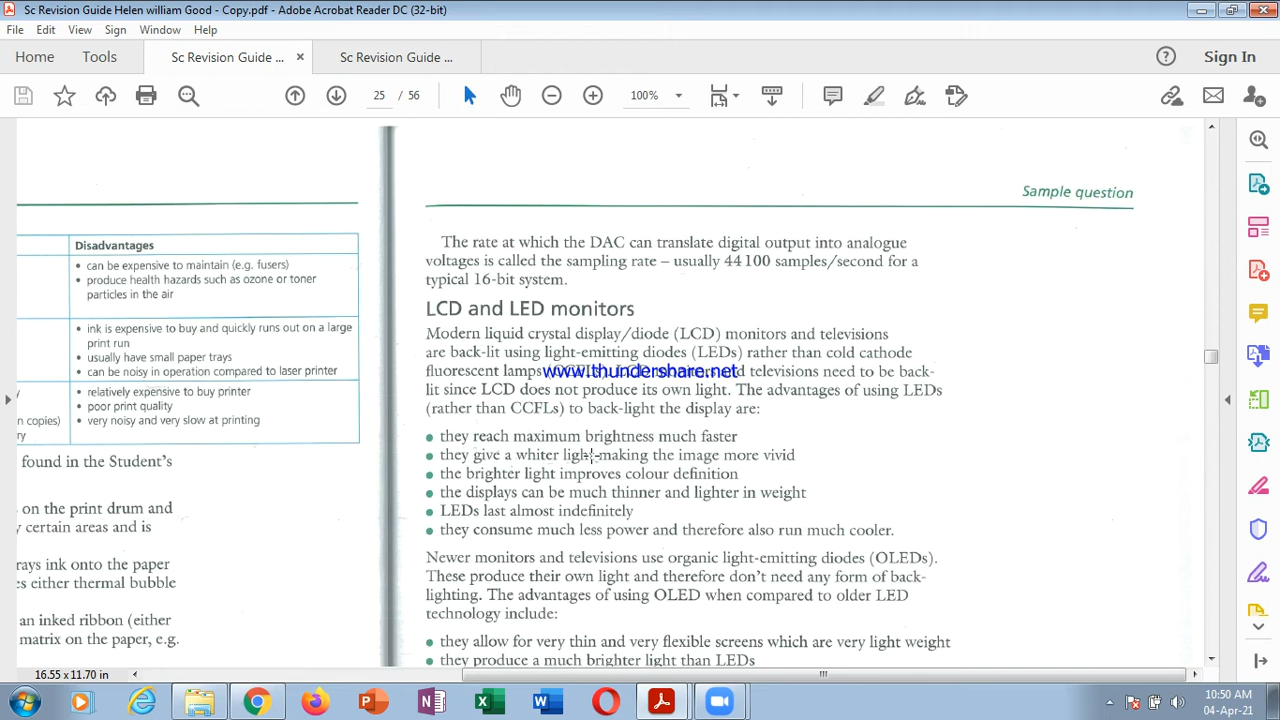 Sc Revision Guide Helen william Good - Copy.pdf - Adobe Acrobat Reader DC (32-bit)
File Edit View Sign Window Help
Home Tools Sc Revision Guide ... × Sc Revision Guide ... Sign In
25 / 56 100%
Disadvantages
• can be expensive to maintain (e.g. fusers)
• produce health hazards such as ozone or toner
particles in the air
• ink is expensive to buy and quickly runs out on a large
print run
• usually have small paper trays
• can be noisy in operation compared to laser printer
• relatively expensive to buy printer
• poor print quality
n copies) • very noisy and very slow at printing
ry
found in the Student's
on the print drum and
certain areas and is
rays ink onto the paper
es either thermal bubble
an inked ribbon (either
matrix on the paper, e.g.
Sample question
The rate at which the DAC can translate digital output into analogue
voltages is called the sampling rate – usually 44 100 samples/second for a
typical 16-bit system.
LCD and LED monitors
Modern liquid crystal display/diode (LCD) monitors and televisions
are back-lit using light-emitting diodes (LEDs) rather than cold cathode
fluorescent lamps televisions need to be back-
www.thundershare.net
lit since LCD does not produce its own light. The advantages of using LEDs
(rather than CCFLs) to back-light the display are:
• they reach maximum brightness much faster
• they give a whiter light making the image more vivid
• the brighter light improves colour definition
• the displays can be much thinner and lighter in weight
• LEDs last almost indefinitely
• they consume much less power and therefore also run much cooler.
Newer monitors and televisions use organic light-emitting diodes (OLEDs).
These produce their own light and therefore don't need any form of back-
lighting. The advantages of using OLED when compared to older LED
technology include:
• they allow for very thin and very flexible screens which are very light weight
• they produce a much brighter light than LEDs
16.55 x 11.70 in
10:50 AM
04-Apr-21